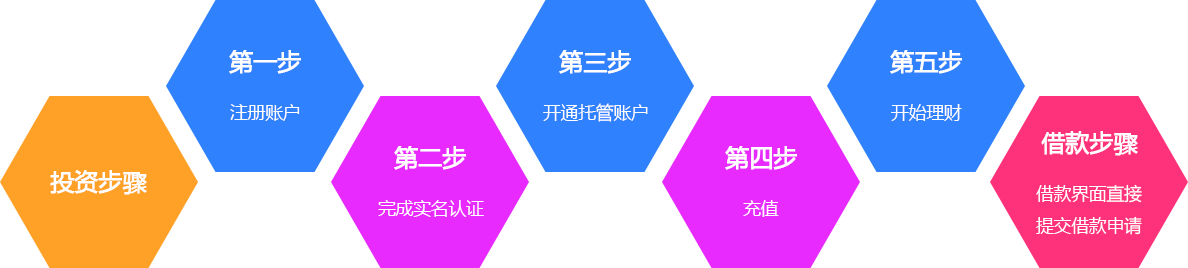 投资步骤
第一步
注册账户
第二步
完成实名认证
第三步
开通托管账户
第四步
充值
第五步
开始理财
借款步骤
借款界面直接
提交借款申请